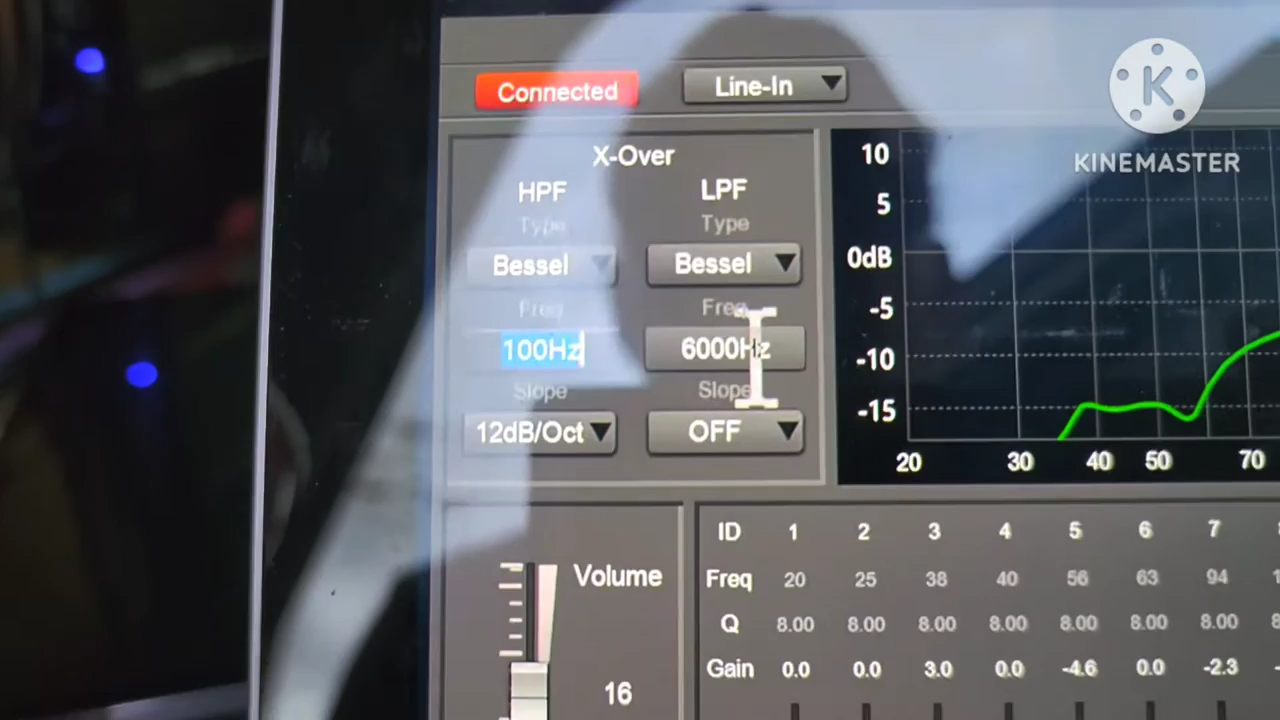 Connected Line-In
KINEMASTER
X-Over
HPF LPF
Type Type
Bessel Bessel
Freq Freq
100Hz 6000Hz
Slope Slope
12dB/Oct OFF
10
5
0dB
-5
-10
-15
20 30 40 50 70
Volume
16
ID 1 2 3 4 5 6 7
Freq 20 25 38 40 56 63 94
Q 8.00 8.00 8.00 8.00 8.00 8.00 8.00
Gain 0.0 0.0 3.0 0.0 -4.6 0.0 -2.3